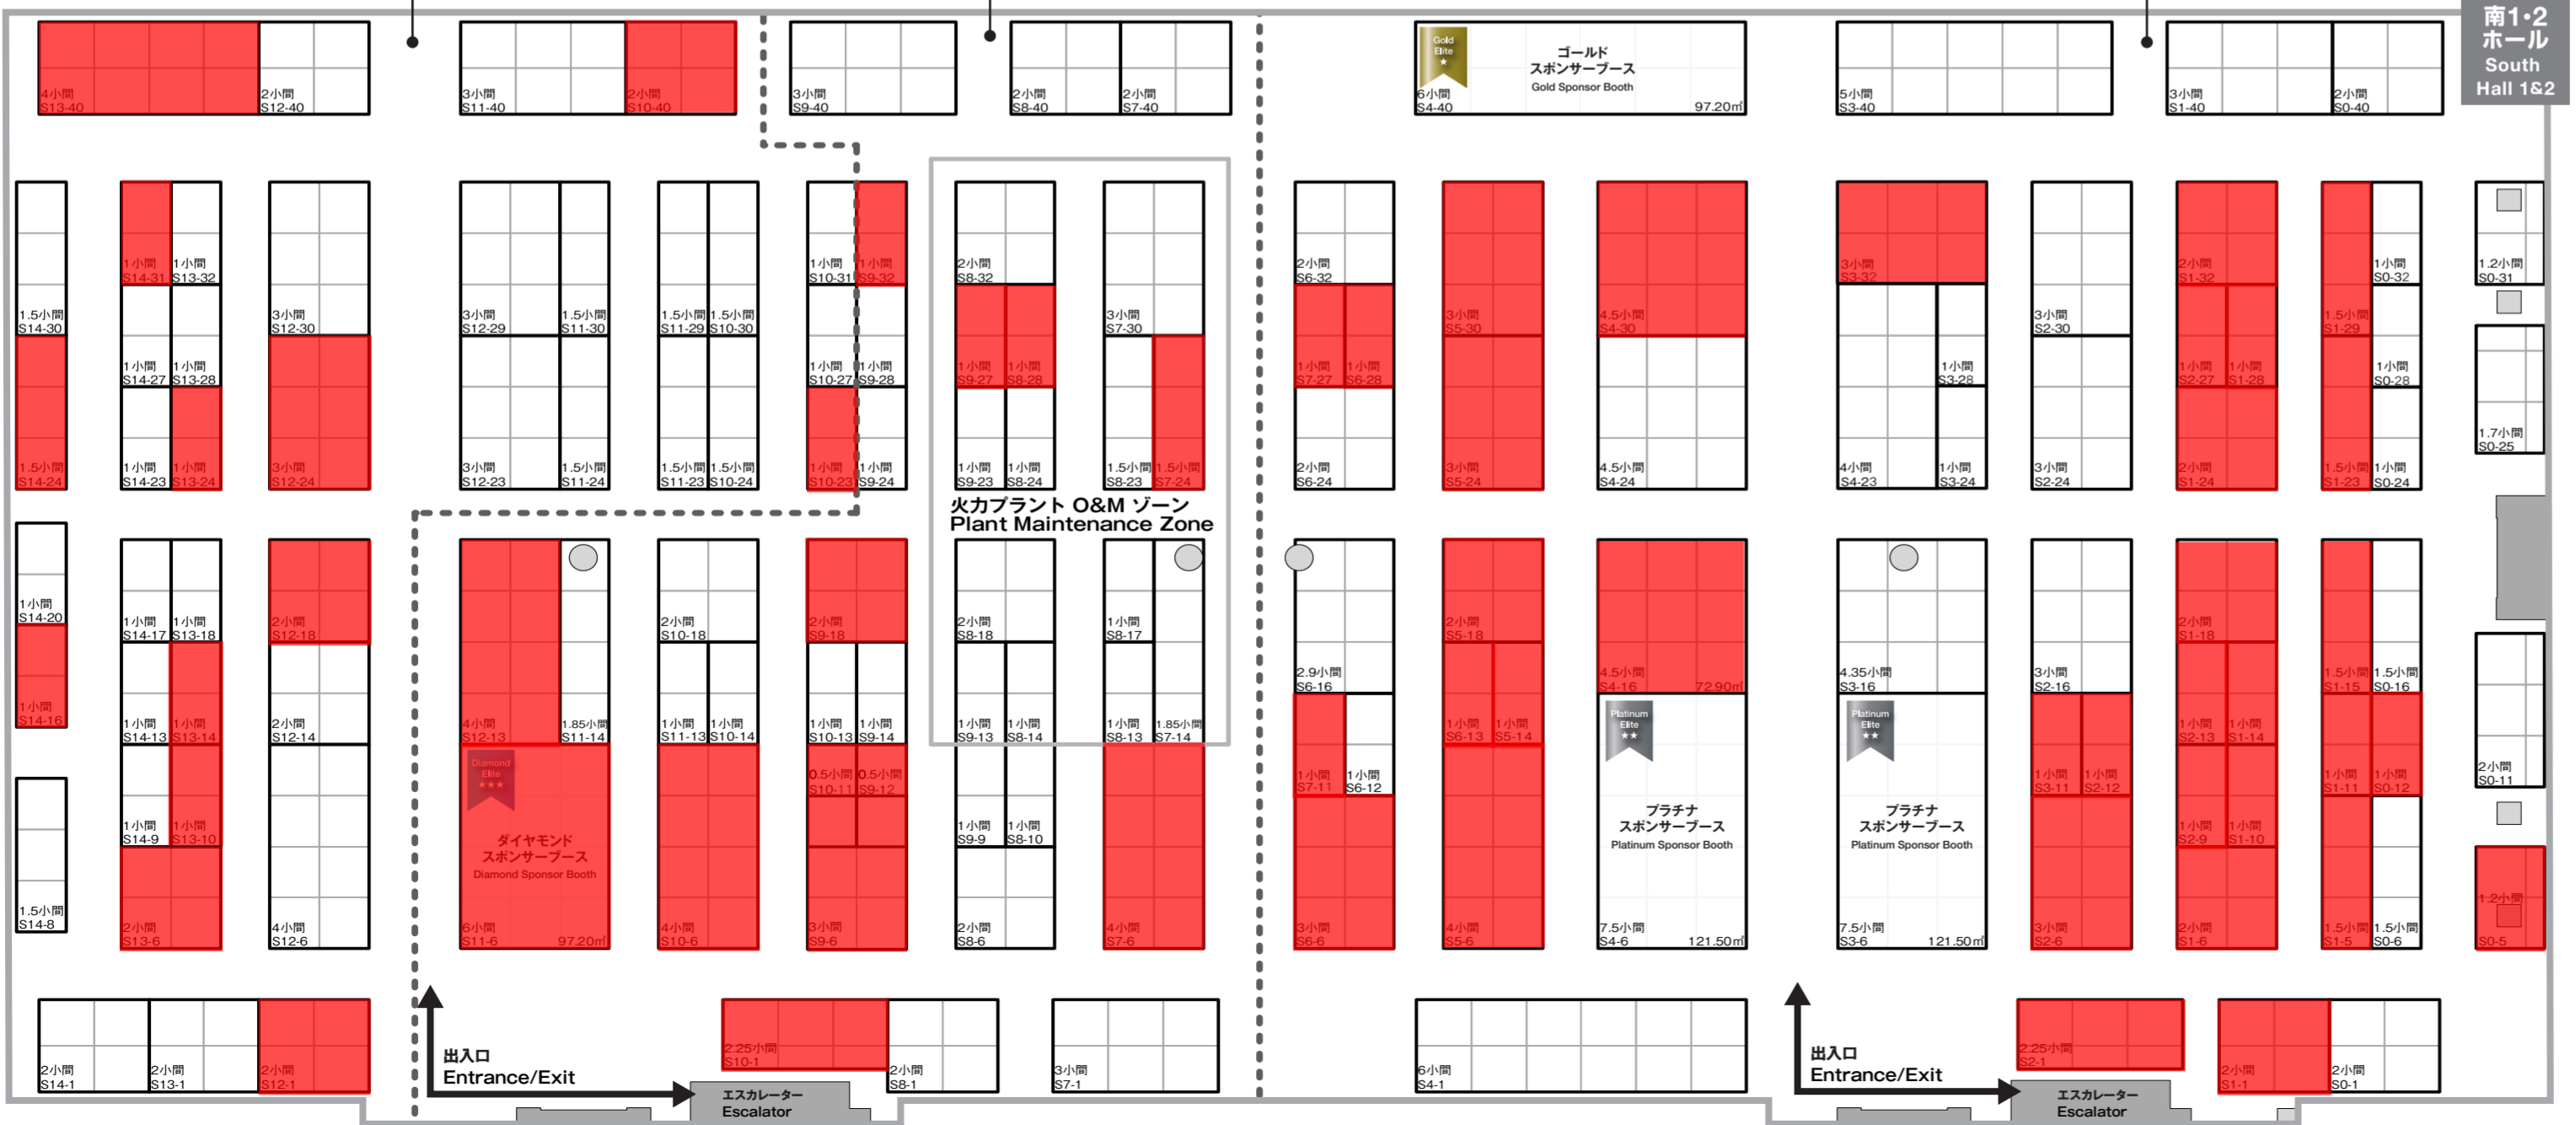 南1・2
ホール
South
Hall 1&2
4小間
S13-40
2小間
S12-40
3小間
S11-40
2小間
S10-40
3小間
S9-40
2小間
S8-40
2小間
S7-40
Gold
Elite
★
ゴールド
スポンサーブース
Gold Sponsor Booth
6小間
S4-40
97.20㎡
5小間
S3-40
3小間
S1-40
2小間
S0-40
1.5小間
S14-30
1小間
S14-31
1小間
S13-32
1小間
S14-27
1小間
S13-28
3小間
S12-30
3小間
S12-29
1.5小間
S11-30
1.5小間
S11-29
1.5小間
S10-30
1小間
S10-31
1小間
S9-32
1小間
S10-27
1小間
S9-28
2小間
S8-32
1小間
S9-27
1小間
S8-28
3小間
S7-30
2小間
S6-32
1小間
S7-27
1小間
S6-28
3小間
S5-30
4.5小間
S4-30
3小間
S3-32
1小間
S3-28
3小間
S2-30
2小間
S1-32
1小間
S2-27
1小間
S1-28
1.5小間
S1-29
1小間
S0-32
1小間
S0-28
1.2小間
S0-31
1.7小間
S0-25
1.5小間
S14-24
1小間
S14-23
1小間
S13-24
3小間
S12-24
3小間
S12-23
1.5小間
S11-24
1.5小間
S11-23
1.5小間
S10-24
1小間
S10-23
1小間
S9-24
1小間
S9-23
1小間
S8-24
1.5小間
S8-23
1.5小間
S7-24
2小間
S6-24
3小間
S5-24
4.5小間
S4-24
4小間
S4-23
1小間
S3-24
3小間
S2-24
2小間
S1-24
1.5小間
S1-23
1小間
S0-24
火力プラント O&M ゾーン
Plant Maintenance Zone
1小間
S14-20
1小間
S14-17
1小間
S13-18
2小間
S12-18
2小間
S10-18
2小間
S9-18
2小間
S8-18
1小間
S8-17
2.9小間
S6-16
2小間
S5-18
4.5小間
S4-16
72.90㎡
4.35小間
S3-16
3小間
S2-16
2小間
S1-18
1.5小間
S1-15
1.5小間
S0-16
1小間
S14-16
1小間
S14-13
1小間
S13-14
2小間
S12-14
4小間
S12-13
1.85小間
S11-14
1小間
S11-13
1小間
S10-14
1小間
S10-13
1小間
S9-14
1小間
S9-13
1小間
S8-14
1小間
S8-13
1.85小間
S7-14
1小間
S6-13
1小間
S5-14
1小間
S2-13
1小間
S1-14
Diamond
Elite
★★★
ダイヤモンド
スポンサーブース
Diamond Sponsor Booth
0.5小間
S10-11
0.5小間
S9-12
1小間
S7-11
1小間
S6-12
Platinum
Elite
★★
プラチナ
スポンサーブース
Platinum Sponsor Booth
Platinum
Elite
★★
プラチナ
スポンサーブース
Platinum Sponsor Booth
1小間
S3-11
1小間
S2-12
1小間
S1-11
1小間
S0-12
2小間
S0-11
1小間
S14-9
1小間
S13-10
1小間
S9-9
1小間
S8-10
1小間
S2-9
1小間
S1-10
1.5小間
S14-8
2小間
S13-6
4小間
S12-6
6小間
S11-6
97.20㎡
4小間
S10-6
3小間
S9-6
2小間
S8-6
4小間
S7-6
3小間
S6-6
4小間
S5-6
7.5小間
S4-6
121.50㎡
7.5小間
S3-6
121.50㎡
3小間
S2-6
2小間
S1-6
1.5小間
S1-5
1.5小間
S0-6
1.2小間
S0-5
2小間
S14-1
2小間
S13-1
2小間
S12-1
出入口
Entrance/Exit
2.25小間
S10-1
2小間
S8-1
3小間
S7-1
6小間
S4-1
出入口
Entrance/Exit
2.25小間
S2-1
2小間
S1-1
2小間
S0-1
エスカレーター
Escalator
エスカレーター
Escalator